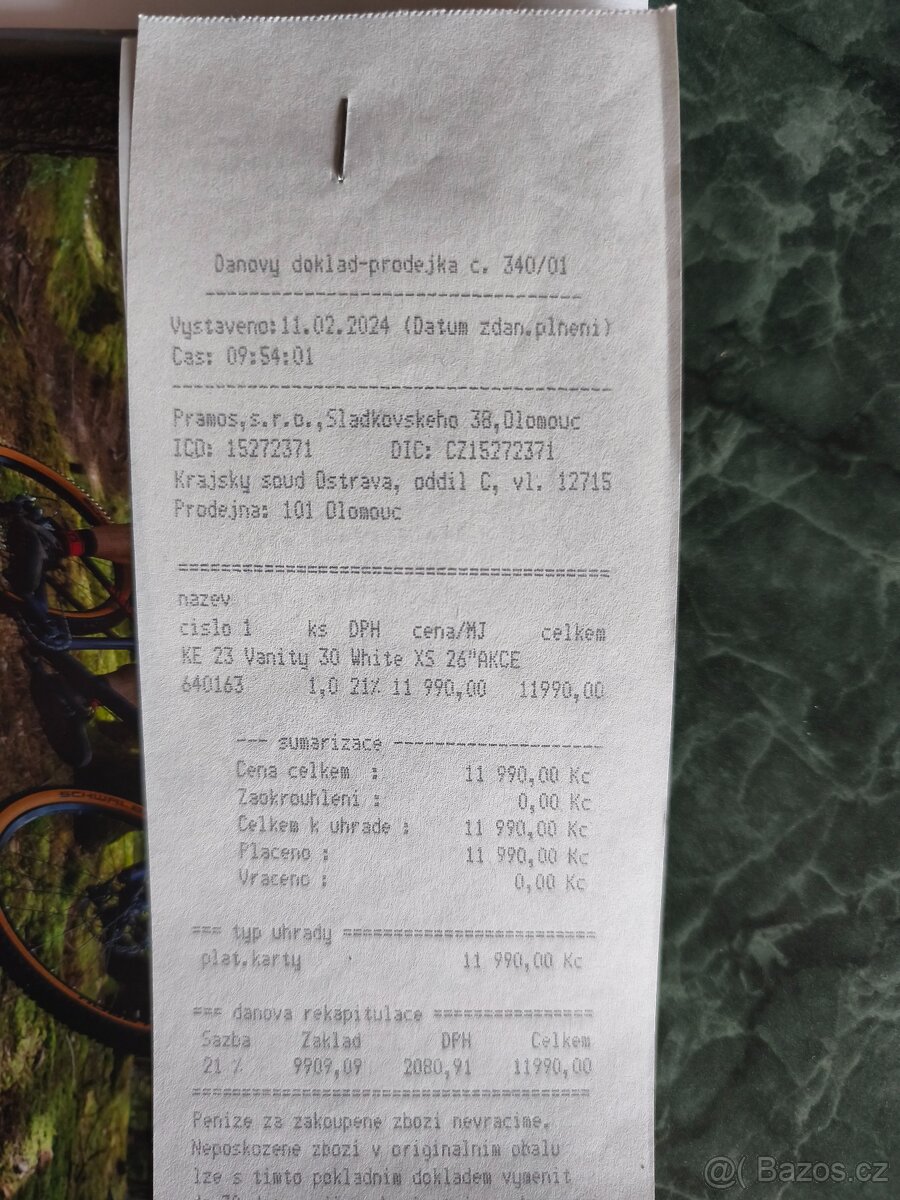 Danovy doklad-prodejka c. 340/01
--------------------------------
Vystaveno:11.02.2024 (Datum zdan.plneni)
Cas: 09:54:01
----------------------------------------
Pramos,s.r.o.,Sladkovskeho 38,Olomouc
ICO: 15272371 DIC: CZ15272371
Krajsky soud Ostrava, oddil C, vl. 12715
Prodejna: 101 Olomouc
========================================
nazev
cislo 1 ks DPH cena/MJ celkem
KE 23 Vanity 30 White XS 26"AKCE
640163 1,0 21% 11 990,00 11990,00
--- sumarizace --------------------
Cena celkem : 11 990,00 Kc
Zaokrouhleni : 0,00 Kc
Celkem k uhrade : 11 990,00 Kc
Placeno : 11 990,00 Kc
Vraceno : 0,00 Kc
=== typ uhrady ========================
plat.karty 11 990,00 Kc
=== danova rekapitulace ===============
Sazba Zaklad DPH Celkem
21 % 9909,09 2080,91 11990,00
========================================
Penize za zakoupene zbozi nevracime.
Neposkozene zbozi v originalnim obalu
lze s timto pokladnim dokladem vymenit
SCHWALBE
@( Bazos.cz